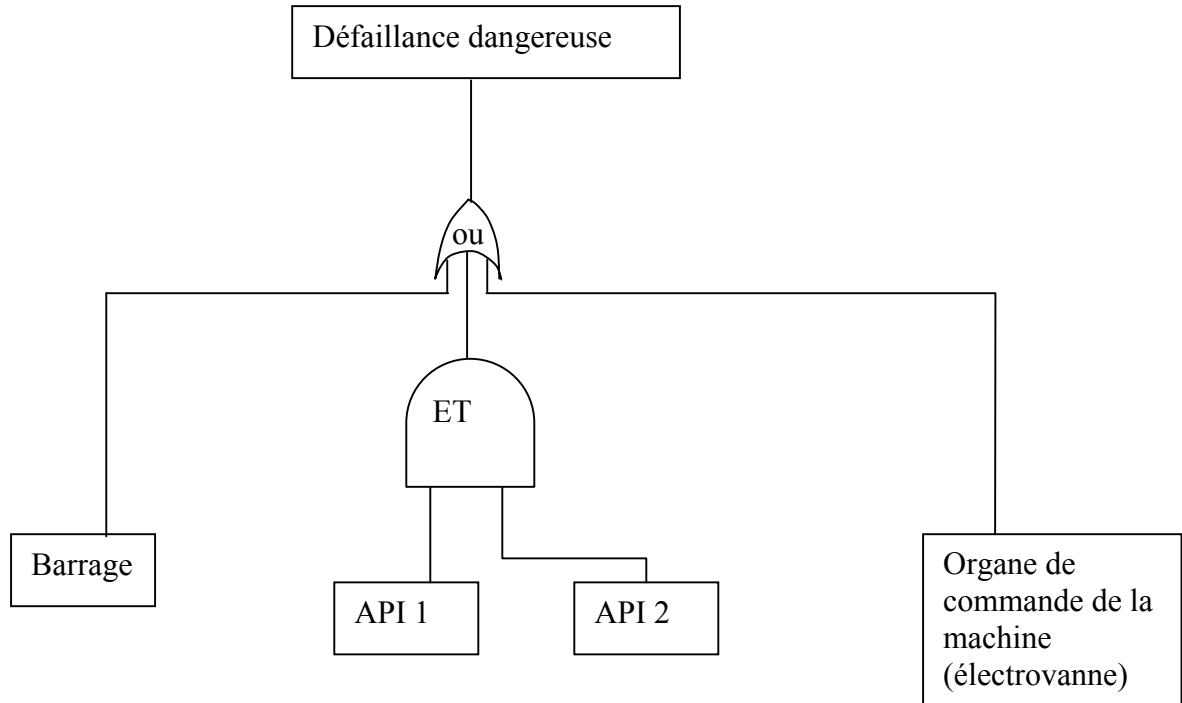 Défaillance dangereuse
ou
ET
Barrage
API 1
API 2
Organe de
commande de la
machine
(électrovanne)